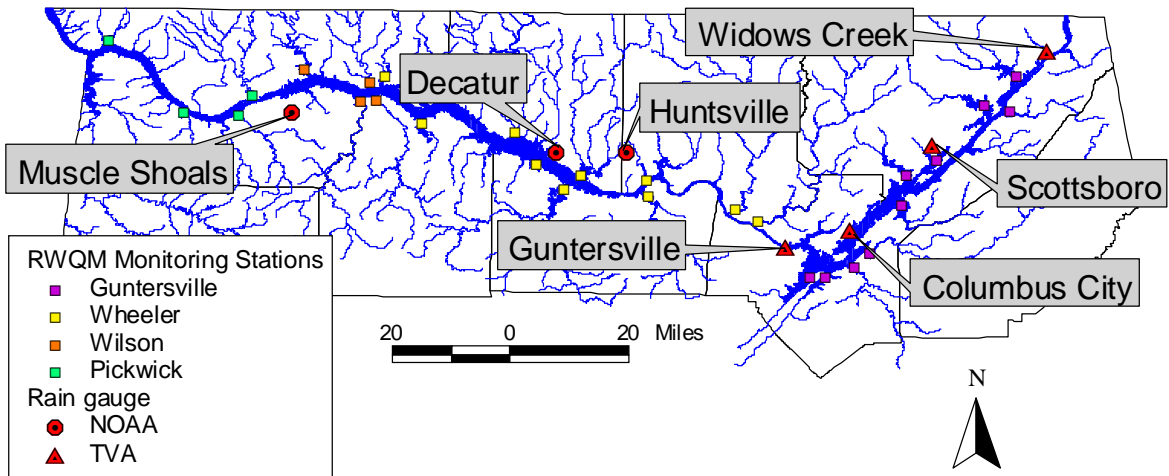 Widows Creek
Decatur
Huntsville
Muscle Shoals
Scottsboro
Guntersville
Columbus City
RWQM Monitoring Stations
Guntersville
Wheeler
Wilson
Pickwick
Rain gauge
NOAA
TVA
20 0 20 Miles
N